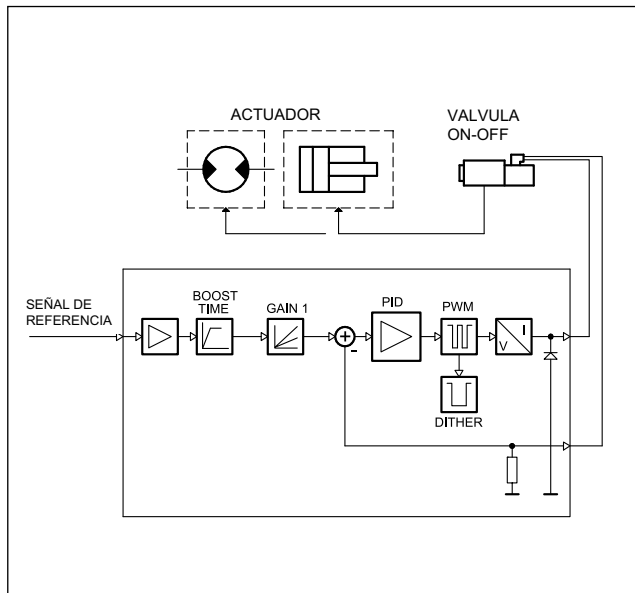 ACTUADOR
VALVULA
ON-OFF
SEÑAL DE
REFERENCIA
BOOST
TIME
GAIN 1
PID
PWM
I
V
-
DITHER